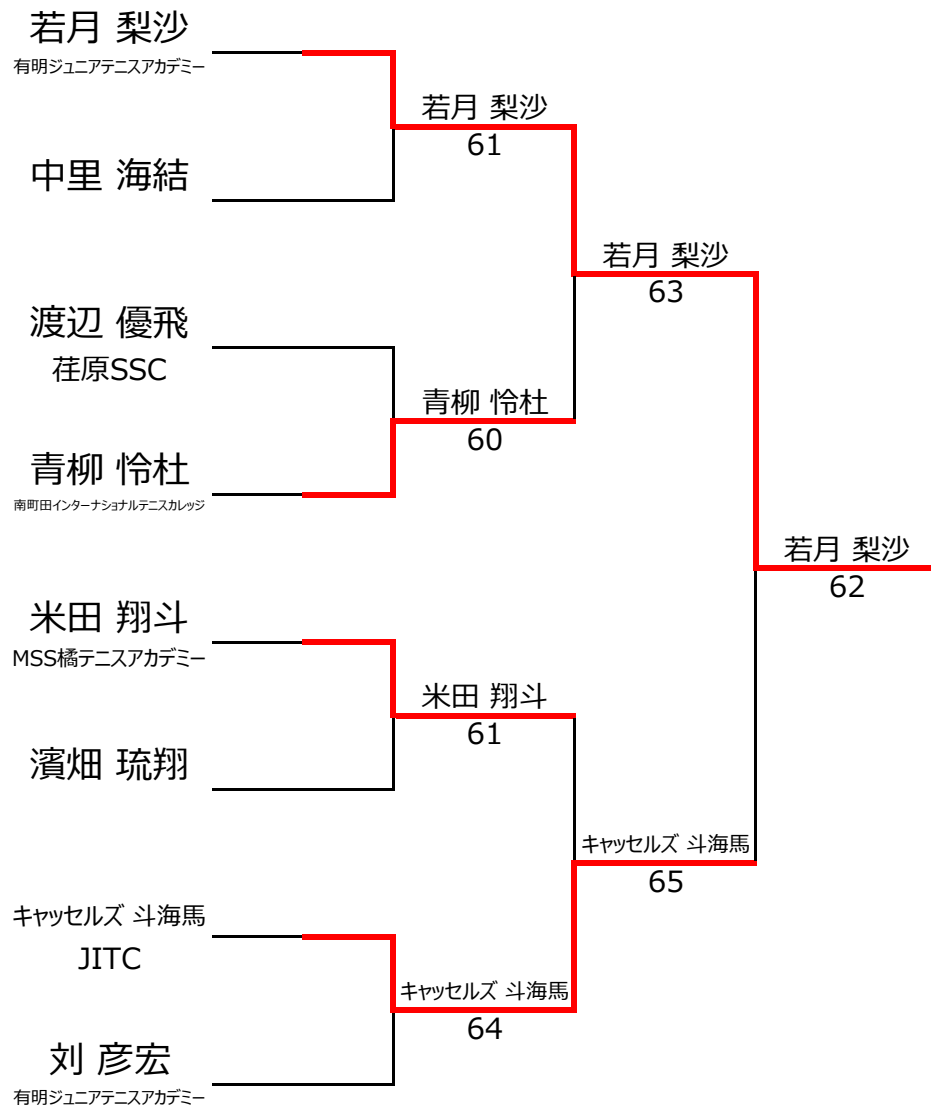 若月 梨沙
有明ジュニアテニスアカデミー
若月 梨沙
61
中里 海結
若月 梨沙
63
渡辺 優飛
荏原SSC
青柳 怜杜
60
青柳 怜杜
南町田インターナショナルテニスカレッジ
若月 梨沙
62
米田 翔斗
MSS橘テニスアカデミー
米田 翔斗
61
濱畑 琉翔
キャッセルズ 斗海馬
65
キャッセルズ 斗海馬
JITC
キャッセルズ 斗海馬
64
刘 彦宏
有明ジュニアテニスアカデミー